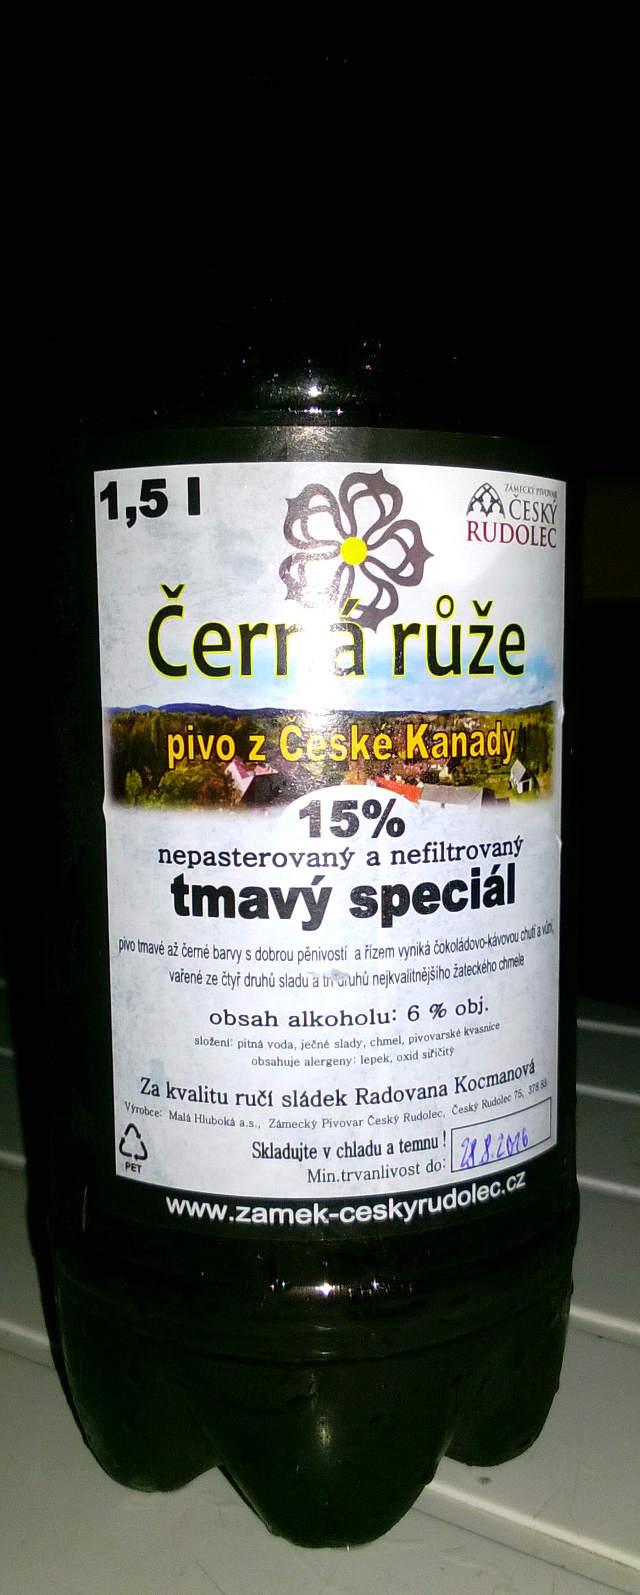 1,5 l
ZÁMECKÝ PIVOVAR
ČESKÝ
RUDOLEC
Černá růže
pivo z České Kanady
15%
nepasterovaný a nefiltrovaný
tmavý speciál
pivo tmavé až černé barvy s dobrou pěnivostí a řízem vyniká čokoládovo-kávovou chutí a vůní,
vařené ze čtyř druhů sladu a tří druhů nejkvalitnějšího žateckého chmele
obsah alkoholu: 6 % obj.
složení: pitná voda, ječné slady, chmel, pivovarské kvasnice
obsahuje alergeny: lepek, oxid siřičitý
Za kvalitu ručí sládek Radovana Kocmanová
Výrobce: Malá Hluboká a.s., Zámecký Pivovar Český Rudolec, Český Rudolec 75, 378 83
Skladujte v chladu a temnu !
Min.trvanlivost do: 28.8.2016
PET
www.zamek-ceskyrudolec.cz